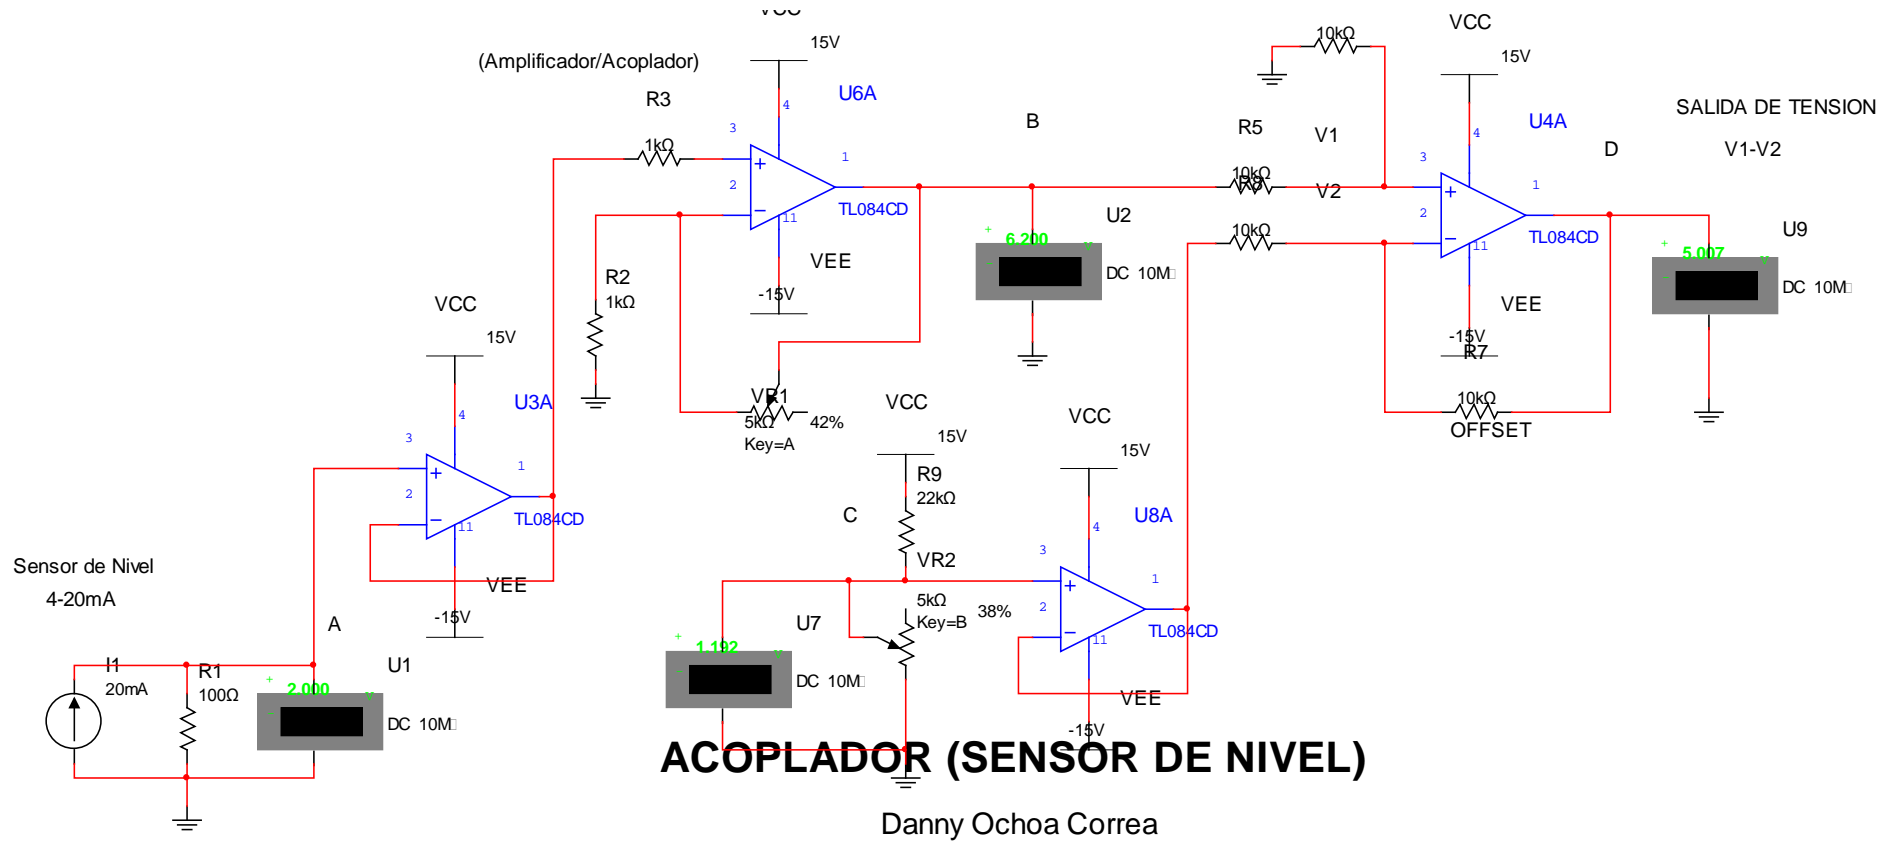 VCC
15V
(Amplificador/Acoplador)
R3
1kΩ
U6A
4
3
2
1
11
TL084CD
VEE
-15V
R2
1kΩ
VR1
5kΩ
42%
Key=A
B
U2
6.200
DC 10M
10kΩ
R5
10kΩ
R8
10kΩ
V1
V2
VCC
15V
U4A
4
3
2
1
11
TL084CD
VEE
-15V
R7
10kΩ
OFFSET
D
SALIDA DE TENSION
V1-V2
U9
5.007
DC 10M
VCC
15V
U3A
4
3
2
1
11
TL084CD
VEE
-15V
Sensor de Nivel
4-20mA
A
I1
20mA
R1
100Ω
U1
2.000
DC 10M
VCC
15V
R9
22kΩ
C
VR2
5kΩ
Key=B
38%
U7
1.192
DC 10M
VCC
15V
U8A
4
3
2
1
11
TL084CD
VEE
-15V
ACOPLADOR (SENSOR DE NIVEL)
Danny Ochoa Correa